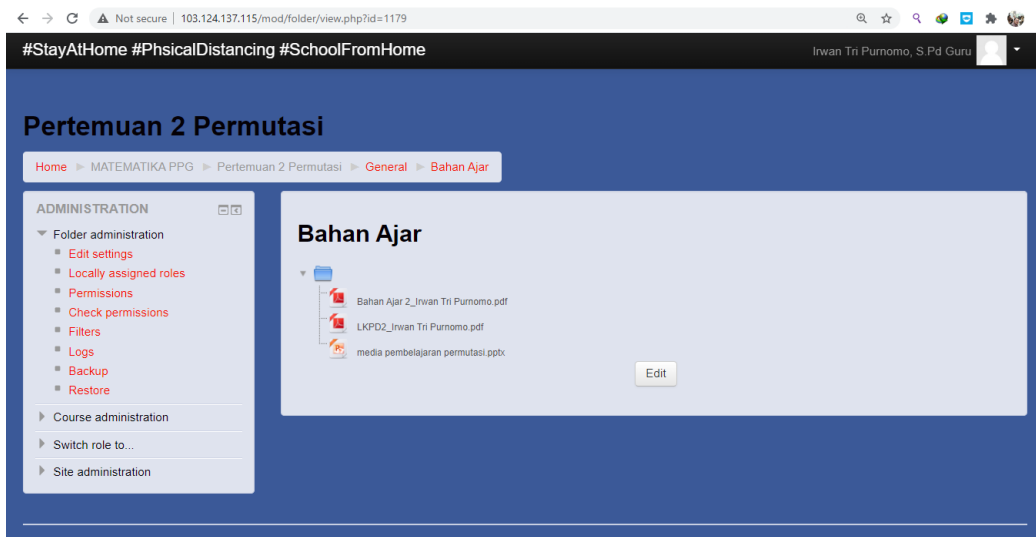 Not secure | 103.124.137.115/mod/folder/view.php?id=1179
#StayAtHome #PhsicalDistancing #SchoolFromHome
Irwan Tri Purnomo, S.Pd Guru
Pertemuan 2 Permutasi
Home MATEMATIKA PPG Pertemuan 2 Permutasi General Bahan Ajar
ADMINISTRATION
Folder administration
Edit settings
Locally assigned roles
Permissions
Check permissions
Filters
Logs
Backup
Restore
Course administration
Switch role to...
Site administration
Bahan Ajar
Bahan Ajar 2_Irwan Tri Purnomo.pdf
LKPD2_Irwan Tri Purnomo.pdf
media pembelajaran permutasi.pptx
Edit